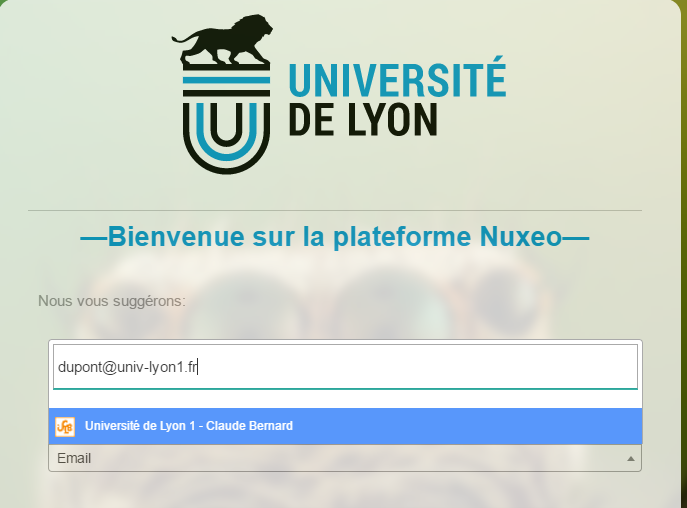 UNIVERSITÉ
DE LYON
—Bienvenue sur la plateforme Nuxeo—
Nous vous suggérons:
dupont@univ-lyon1.fr
Université de Lyon 1 - Claude Bernard
Email